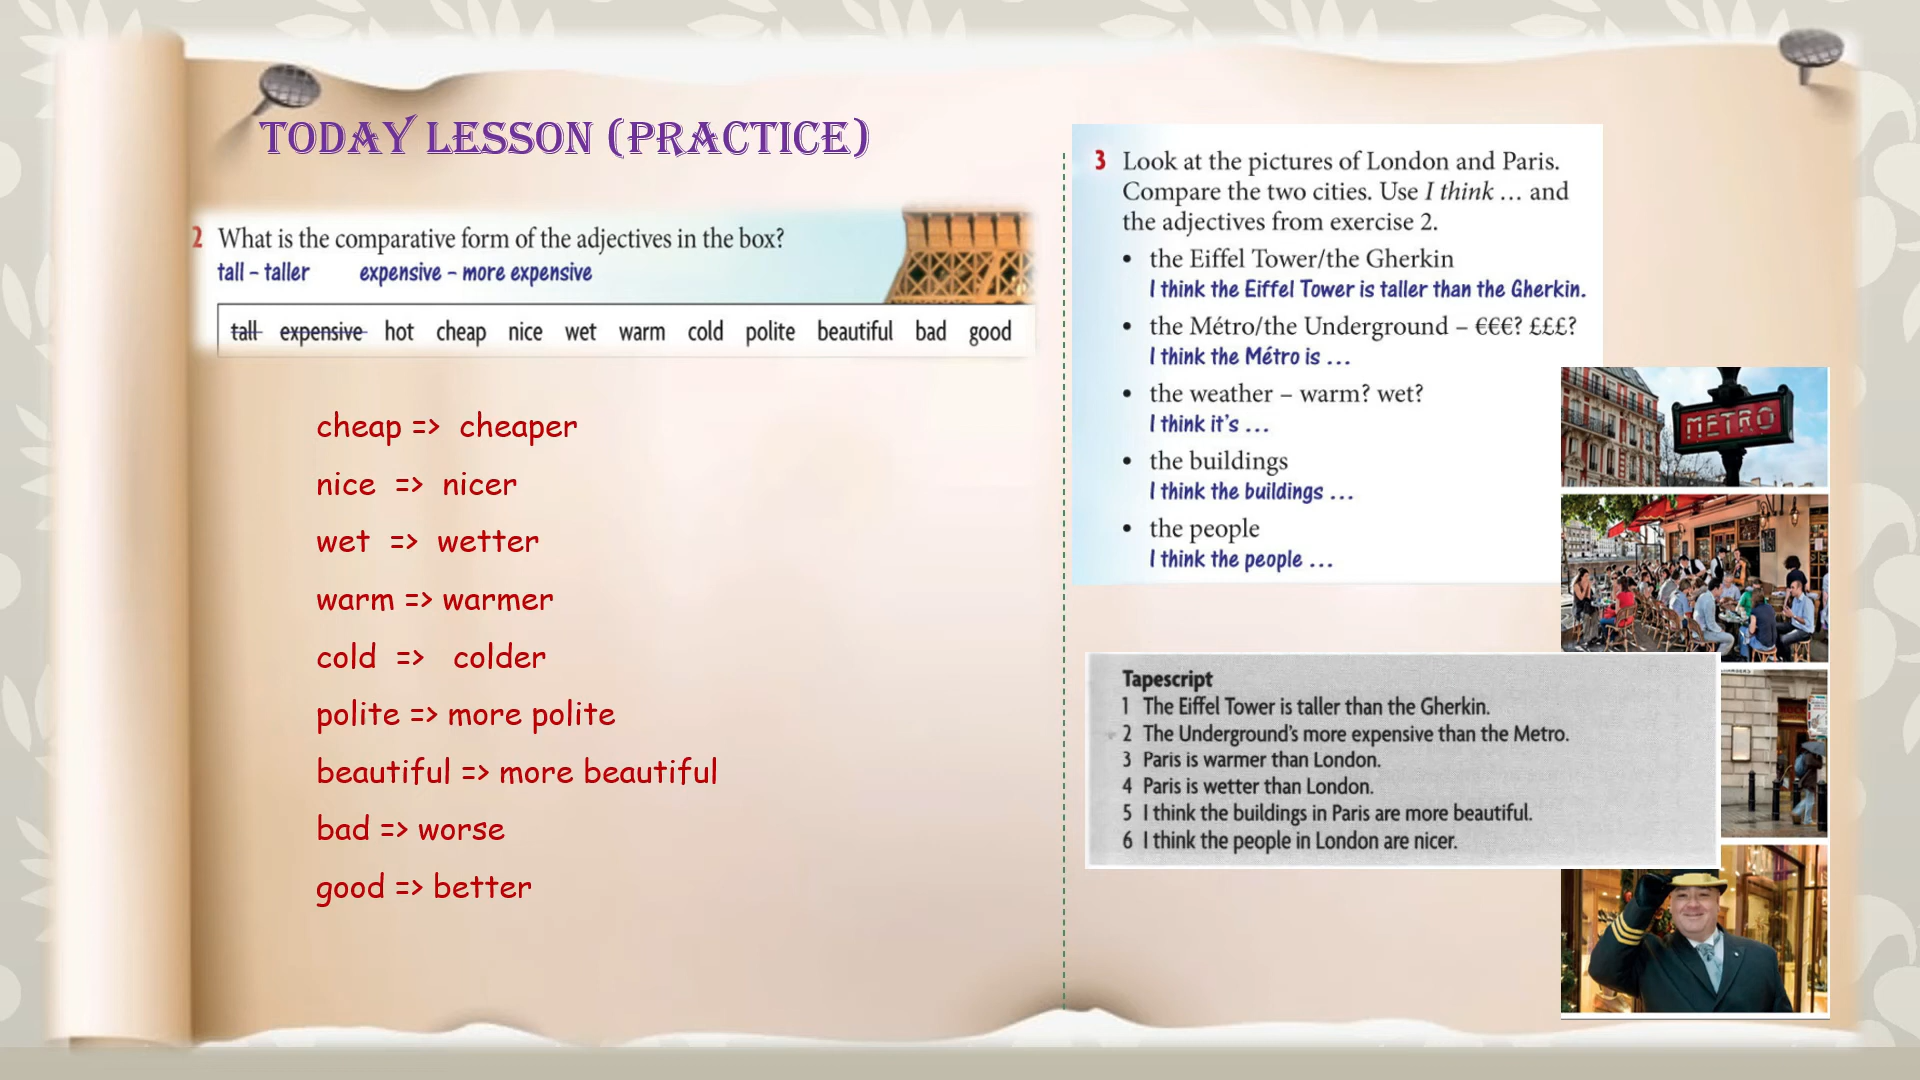 Today Lesson (Practice)
2 What is the comparative form of the adjectives in the box?
tall – taller expensive – more expensive
tall expensive hot cheap nice wet warm cold polite beautiful bad good
cheap => cheaper
nice => nicer
wet => wetter
warm => warmer
cold => colder
polite => more polite
beautiful => more beautiful
bad => worse
good => better
3 Look at the pictures of London and Paris.
Compare the two cities. Use I think … and
the adjectives from exercise 2.
• the Eiffel Tower/the Gherkin
I think the Eiffel Tower is taller than the Gherkin.
• the Métro/the Underground – €€€? £££?
I think the Métro is …
• the weather – warm? wet?
I think it's …
• the buildings
I think the buildings …
• the people
I think the people …
METRO
Tapescript
1 The Eiffel Tower is taller than the Gherkin.
2 The Underground's more expensive than the Metro.
3 Paris is warmer than London.
4 Paris is wetter than London.
5 I think the buildings in Paris are more beautiful.
6 I think the people in London are nicer.